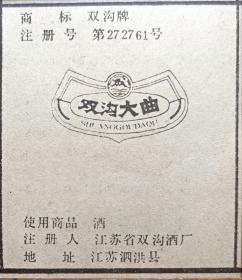 商 标 双沟牌
注 册 号 第272761号
双沟大曲
SHUANGGOUDAQU
使用商品 酒
注 册 人 江苏省双沟酒厂
地 址 江苏泗洪县